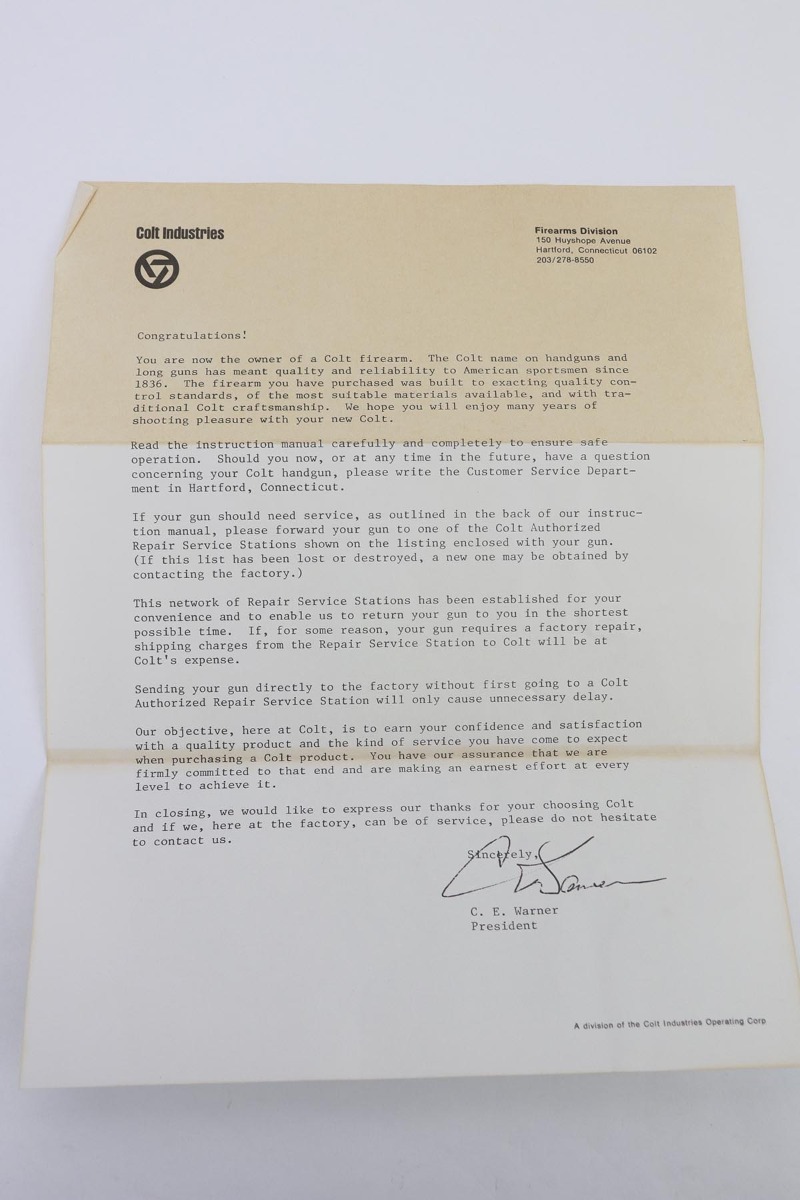 Colt Industries
Firearms Division
150 Huyshope Avenue
Hartford, Connecticut 06102
203/278-8550
Congratulations!
You are now the owner of a Colt firearm. The Colt name on handguns and
long guns has meant quality and reliability to American sportsmen since
1836. The firearm you have purchased was built to exacting quality con-
trol standards, of the most suitable materials available, and with tra-
ditional Colt craftsmanship. We hope you will enjoy many years of
shooting pleasure with your new Colt.
Read the instruction manual carefully and completely to ensure safe
operation. Should you now, or at any time in the future, have a question
concerning your Colt handgun, please write the Customer Service Depart-
ment in Hartford, Connecticut.
If your gun should need service, as outlined in the back of our instruc-
tion manual, please forward your gun to one of the Colt Authorized
Repair Service Stations shown on the listing enclosed with your gun.
(If this list has been lost or destroyed, a new one may be obtained by
contacting the factory.)
This network of Repair Service Stations has been established for your
convenience and to enable us to return your gun to you in the shortest
possible time. If, for some reason, your gun requires a factory repair,
shipping charges from the Repair Service Station to Colt will be at
Colt's expense.
Sending your gun directly to the factory without first going to a Colt
Authorized Repair Service Station will only cause unnecessary delay.
Our objective, here at Colt, is to earn your confidence and satisfaction
with a quality product and the kind of service you have come to expect
when purchasing a Colt product. You have our assurance that we are
firmly committed to that end and are making an earnest effort at every
level to achieve it.
In closing, we would like to express our thanks for your choosing Colt
and if we, here at the factory, can be of service, please do not hesitate
to contact us.
Sincerely,
C. E. Warner
President
A division of the Colt Industries Operating Corp